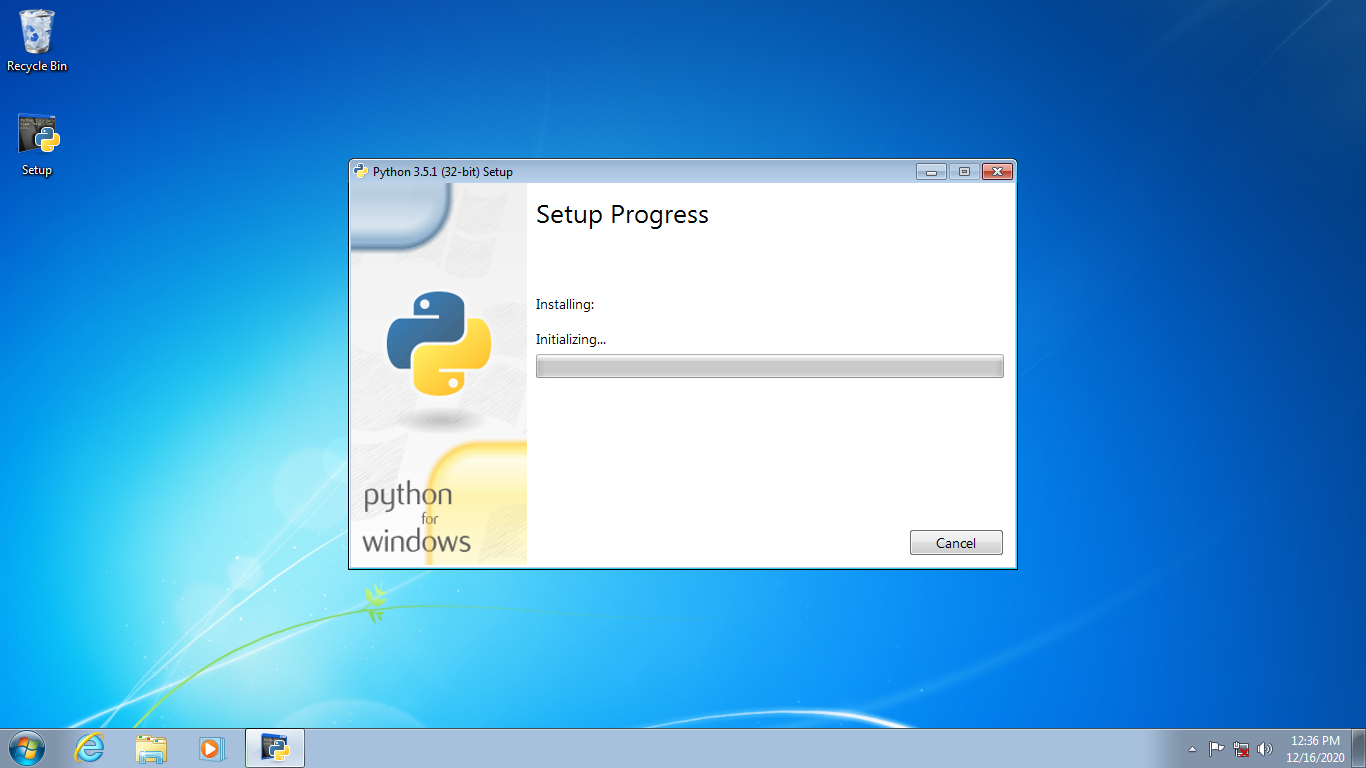 Recycle Bin
Setup
Python 3.5.1 (32-bit) Setup
Setup Progress
Installing:
Initializing...
python
for
windows
Cancel
12:36 PM
12/16/2020